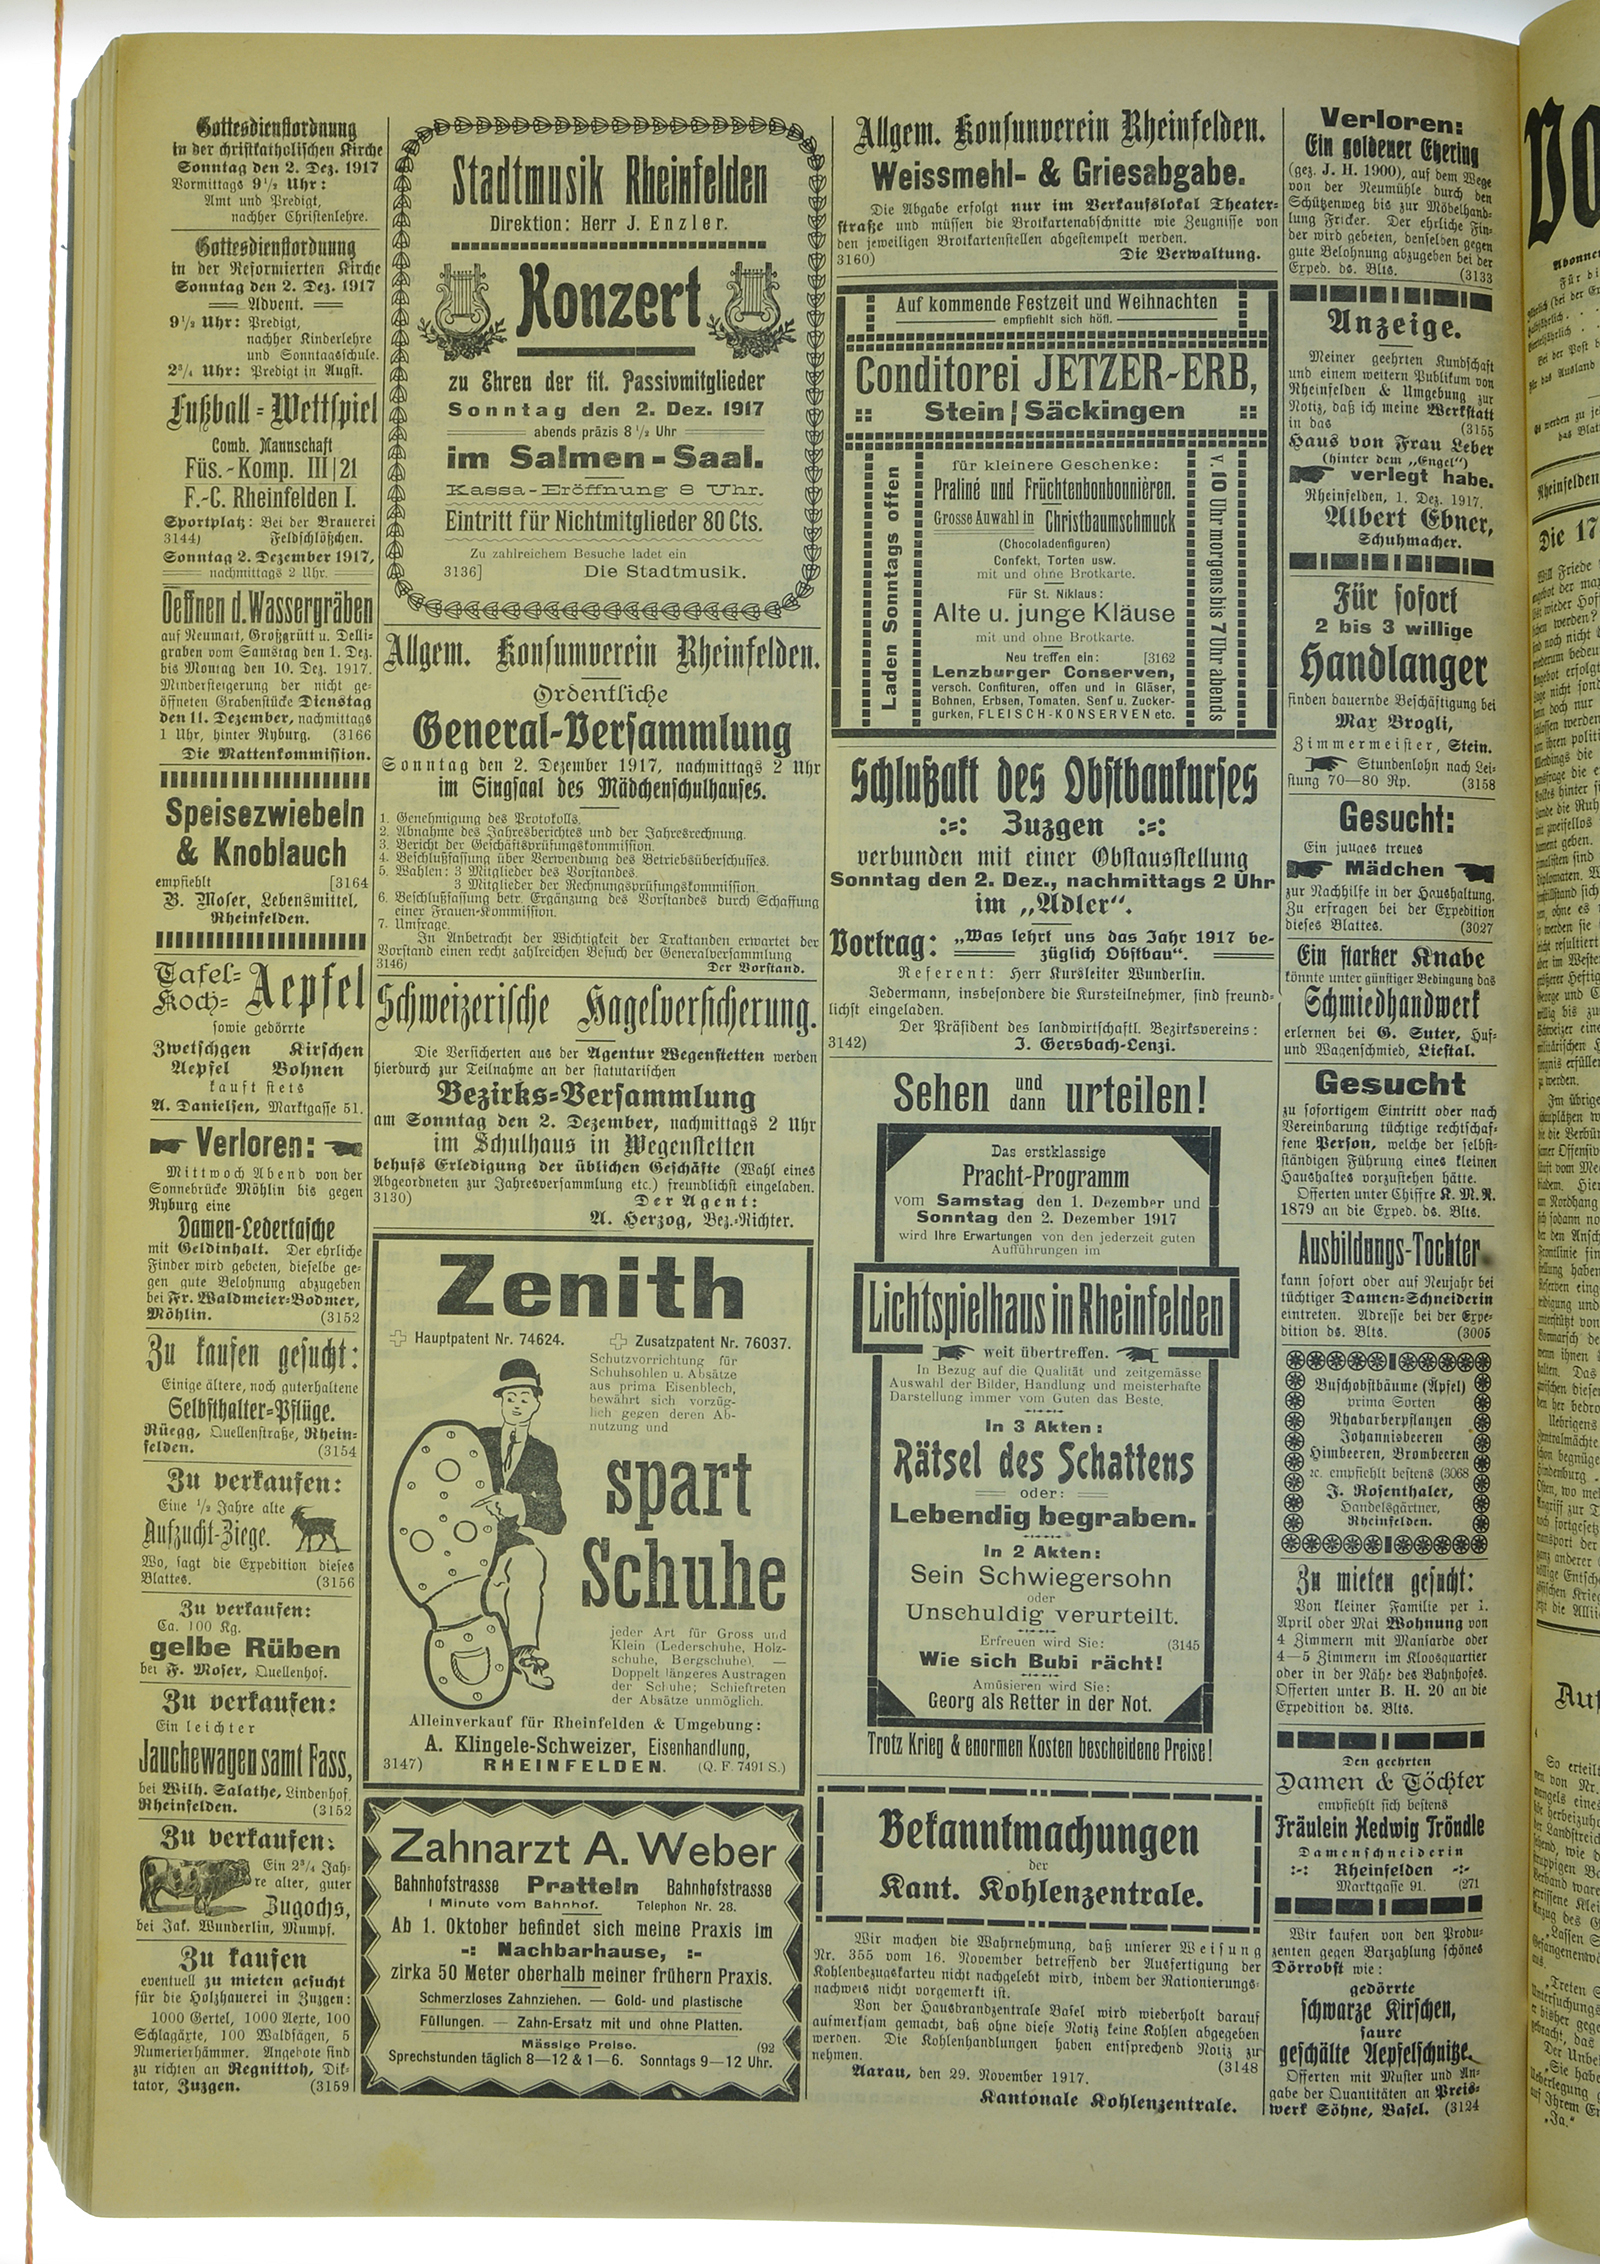 Gottesdienstordnung
in der christkatholischen Kirche
Sonntag den 2. Dez. 1917
Vormittags 9 1/2 Uhr:
Amt und Predigt,
nachher Christenlehre.
Gottesdienstordnung
in der Reformierten Kirche
Sonntag den 2. Dez. 1917
Advent.
9 1/2 Uhr: Predigt,
nachher Kinderlehre
und Sonntagsschule.
2 3/4 Uhr: Predigt in Augst.
Fußball-Wettspiel
Comb. Mannschaft
Füs.-Komp. III/21
F.-C. Rheinfelden I.
Sportplatz: Bei der Brauerei
3144) Feldschlößchen.
Sonntag 2. Dezember 1917,
nachmittags 2 Uhr.
Oeffnen d. Wassergräben
auf Neumatt, Großgrütt u. Delli-
graben vom Samstag den 1. Dez.
bis Montag den 10. Dez. 1917.
Mindersteigerung der nicht ge-
öffneten Grabenstücke Dienstag
den 11. Dezember, nachmittags
1 Uhr, hinter Ryburg. (3166
Die Mattenkommission.
Speisezwiebeln
& Knoblauch
empfiehlt [3164
B. Moser, Lebensmittel,
Rheinfelden.
Tafel-
Koch- Aepfel
sowie gedörrte
Zwetschgen Kirschen
Aepfel Bohnen
kauft stets
A. Danielsen, Marktgasse 51.
Verloren:
Mittwoch Abend von der
Sonnebrücke Möhlin bis gegen
Ryburg eine
Damen-Ledertasche
mit Geldinhalt. Der ehrliche
Finder wird gebeten, dieselbe ge-
gen gute Belohnung abzugeben
bei Fr. Waldmeier-Bodmer,
Möhlin. (3152
Zu kaufen gesucht:
Einige ältere, noch guterhaltene
Selbsthalter-Pflüge.
Rüegg, Quellenstraße, Rhein-
felden. (3154
Zu verkaufen:
Eine 1/2 Jahre alte
Aufzucht-Ziege.
Wo, sagt die Expedition dieses
Blattes. (3156
Zu verkaufen:
Ca. 100 Kg.
gelbe Rüben
bei F. Moser, Quellenhof.
Zu verkaufen:
Ein leichter
Jauchewagen samt Fass,
bei Wilh. Salathe, Lindenhof,
Rheinfelden. (3152
Zu verkaufen:
Ein 2 3/4 Jah-
re alter, guter
Zugochs,
bei Jak. Wunderlin, Mumpf.
Zu kaufen
eventuell zu mieten gesucht
für die Holzhauerei in Zuzgen:
1000 Gertel, 1000 Aexte, 100
Schlagäxte, 100 Waldsägen, 5
Numerierhämmer. Angebote sind
zu richten an Regnittoh, Dik-
tator, Zuzgen. (3159
Stadtmusik Rheinfelden
Direktion: Herr J. Enzler.
Konzert
zu Ehren der tit. Passivmitglieder
Sonntag den 2. Dez. 1917
abends präzis 8 1/2 Uhr
im Salmen-Saal.
Kassa-Eröffnung 8 Uhr.
Eintritt für Nichtmitglieder 80 Cts.
Zu zahlreichem Besuche ladet ein
3136] Die Stadtmusik.
Allgem. Konsumverein Rheinfelden.
Ordentliche
General-Versammlung
Sonntag den 2. Dezember 1917, nachmittags 2 Uhr
im Singsaal des Mädchenschulhauses.
1. Genehmigung des Protokolls.
2. Abnahme des Jahresberichtes und der Jahresrechnung.
3. Bericht der Geschäftsprüfungskommission.
4. Beschlußfassung über Verwendung des Betriebsüberschusses.
5. Wahlen: 3 Mitglieder des Vorstandes.
3 Mitglieder der Rechnungsprüfungskommission.
6. Beschlußfassung betr. Ergänzung des Vorstandes durch Schaffung
einer Frauen-Kommission.
7. Umfrage.
In Anbetracht der Wichtigkeit der Traktanden erwartet der
Vorstand einen recht zahlreichen Besuch der Generalversammlung
3146) Der Vorstand.
Schweizerische Hagelversicherung.
Die Versicherten aus der Agentur Wegenstetten werden
hierdurch zur Teilnahme an der statutarischen
Bezirks-Versammlung
am Sonntag den 2. Dezember, nachmittags 2 Uhr
im Schulhaus in Wegenstetten
behufs Erledigung der üblichen Geschäfte (Wahl eines
Abgeordneten zur Jahresversammlung etc.) freundlichst eingeladen.
3130) Der Agent:
A. Herzog, Bez.-Richter.
Zenith
Hauptpatent Nr. 74624. Zusatzpatent Nr. 76037.
Schutzvorrichtung für
Schuhsohlen u. Absätze
aus prima Eisenblech,
bewährt sich vorzüg-
lich gegen deren Ab-
nutzung und
spart
Schuhe
jeder Art für Gross und
Klein (Lederschuhe, Holz-
schuhe, Bergschuhe). —
Doppelt längeres Austragen
der Schuhe; Schieftreten
der Absätze unmöglich.
Alleinverkauf für Rheinfelden & Umgebung:
A. Klingele-Schweizer, Eisenhandlung,
3147) RHEINFELDEN. (Q. F. 7491 S.)
Zahnarzt A. Weber
Bahnhofstrasse Pratteln Bahnhofstrasse
1 Minute vom Bahnhof. Telephon Nr. 28.
Ab 1. Oktober befindet sich meine Praxis im
-: Nachbarhause, :-
zirka 50 Meter oberhalb meiner frühern Praxis.
Schmerzloses Zahnziehen. — Gold- und plastische
Füllungen. — Zahn-Ersatz mit und ohne Platten.
Mässige Preise. (92
Sprechstunden täglich 8—12 & 1—6. Sonntags 9—12 Uhr.
Allgem. Konsunverein Rheinfelden.
Weissmehl- & Griesabgabe.
Die Abgabe erfolgt nur im Verkaufslokal Theater-
straße und müssen die Brotkartenabschnitte wie Zeugnisse von
den jeweiligen Brotkartenstellen abgestempelt werden.
3160) Die Verwaltung.
Auf kommende Festzeit und Weihnachten
empfiehlt sich höfl.
Conditorei JETZER-ERB,
:: Stein / Säckingen ::
Laden Sonntags offen
für kleinere Geschenke:
Praliné und Früchtenbonbonnièren.
Grosse Auwahl in Christbaumschmuck
(Chocoladenfiguren)
Confekt, Torten usw.
mit und ohne Brotkarte.
Für St. Niklaus:
Alte u. junge Kläuse
mit und ohne Brotkarte.
Neu treffen ein: [3162
Lenzburger Conserven,
versch. Confituren, offen und in Gläser,
Bohnen, Erbsen, Tomaten, Senf u. Zucker-
gurken, FLEISCH-KONSERVEN etc.
v. 10 Uhr morgens bis 7 Uhr abends
Schlußakt des Obstbaukurses
:-: Zuzgen :-:
verbunden mit einer Obstausstellung
Sonntag den 2. Dez., nachmittags 2 Uhr
im „Adler“.
Vortrag: „Was lehrt uns das Jahr 1917 be-
züglich Obstbau“.
Referent: Herr Kursleiter Wunderlin.
Jedermann, insbesondere die Kursteilnehmer, sind freund-
lichst eingeladen.
Der Präsident des landwirtschaftl. Bezirksvereins:
3142) J. Gersbach-Lenzi.
Sehen und dann urteilen!
Das erstklassige
Pracht-Programm
vom Samstag den 1. Dezember und
Sonntag den 2. Dezember 1917
wird Ihre Erwartungen von den jederzeit guten
Aufführungen im
Lichtspielhaus in Rheinfelden
weit übertreffen.
In Bezug auf die Qualität und zeitgemässe
Auswahl der Bilder, Handlung und meisterhafte
Darstellung immer vom Guten das Beste.
In 3 Akten:
Rätsel des Schattens
oder:
Lebendig begraben.
In 2 Akten:
Sein Schwiegersohn
oder
Unschuldig verurteilt.
Erfreuen wird Sie: (3145
Wie sich Bubi rächt!
Amüsieren wird Sie:
Georg als Retter in der Not.
Trotz Krieg & enormen Kosten bescheidene Preise!
Bekanntmachungen
der
Kant. Kohlenzentrale.
Wir machen die Wahrnehmung, daß unserer Weisung
Nr. 355 vom 16. November betreffend der Ausfertigung der
Kohlenbezugskarten nicht nachgelebt wird, indem der Rationierungs-
nachweis nicht vorgemerkt ist.
Von der Hausbrandzentrale Basel wird wiederholt darauf
aufmerksam gemacht, daß ohne diese Notiz keine Kohlen abgegeben
werden. Die Kohlenhandlungen haben entsprechend Notiz zu
nehmen. (3148
Aarau, den 29. November 1917.
Kantonale Kohlenzentrale.
Verloren:
Ein goldener Ehering
(gez. J. H. 1900), auf dem Wege
von der Neumühle durch den
Schützenweg bis zur Möbelhand-
lung Fricker. Der ehrliche Fin-
der wird gebeten, denselben gegen
gute Belohnung abzugeben bei der
Exped. ds. Blts. (3133
Anzeige.
Meiner geehrten Kundschaft
und einem weitern Publikum von
Rheinfelden & Umgebung zur
Notiz, daß ich meine Werkstatt
in das (3155
Haus von Frau Leber
(hinter dem „Engel“)
verlegt habe.
Rheinfelden, 1. Dez. 1917.
Albert Ebner,
Schuhmacher.
Für sofort
2 bis 3 willige
Handlanger
finden dauernde Beschäftigung bei
Max Brogli,
Zimmermeister, Stein.
Stundenlohn nach Lei-
stung 70—80 Rp. (3158
Gesucht:
Ein junges treues
Mädchen
zur Nachhilfe in der Haushaltung.
Zu erfragen bei der Expedition
dieses Blattes. (3027
Ein starker Knabe
könnte unter günstiger Bedingung das
Schmiedhandwerk
erlernen bei G. Suter, Huf-
und Wagenschmied, Liestal.
Gesucht
zu sofortigem Eintritt oder nach
Vereinbarung tüchtige rechtschaf-
fene Person, welche der selbst-
ständigen Führung eines kleinen
Haushaltes vorzustehen hätte.
Offerten unter Chiffre K. M. R.
1879 an die Exped. ds. Blts.
Ausbildungs-Tochter
kann sofort oder auf Neujahr bei
tüchtiger Damen-Schneiderin
eintreten. Adresse bei der Expe-
dition ds. Blts. (3005
Buschobstbäume (Äpfel)
prima Sorten
Rhabarberpflanzen
Johannisbeeren
Himbeeren, Brombeeren
2c. empfiehlt bestens (3068
J. Rosenthaler,
Handelsgärtner,
Rheinfelden.
Zu mieten gesucht:
Von kleiner Familie per 1.
April oder Mai Wohnung von
4 Zimmern mit Mansarde oder
4—5 Zimmern im Kloosquartier
oder in der Nähe des Bahnhofes.
Offerten unter B. H. 20 an die
Expedition ds. Blts.
Den geehrten
Damen & Töchter
empfiehlt sich bestens
Fräulein Hedwig Tröndle
Damenschneiderin
:-: Rheinfelden -:-
Marktgasse 91. (271
Wir kaufen von den Produ-
zenten gegen Barzahlung schönes
Dörrobst wie:
gedörrte
schwarze Kirschen,
saure
geschälte Aepfelschnitze.
Offerten mit Muster und An-
gabe der Quantitäten an Preis-
werk Söhne, Basel. (3124